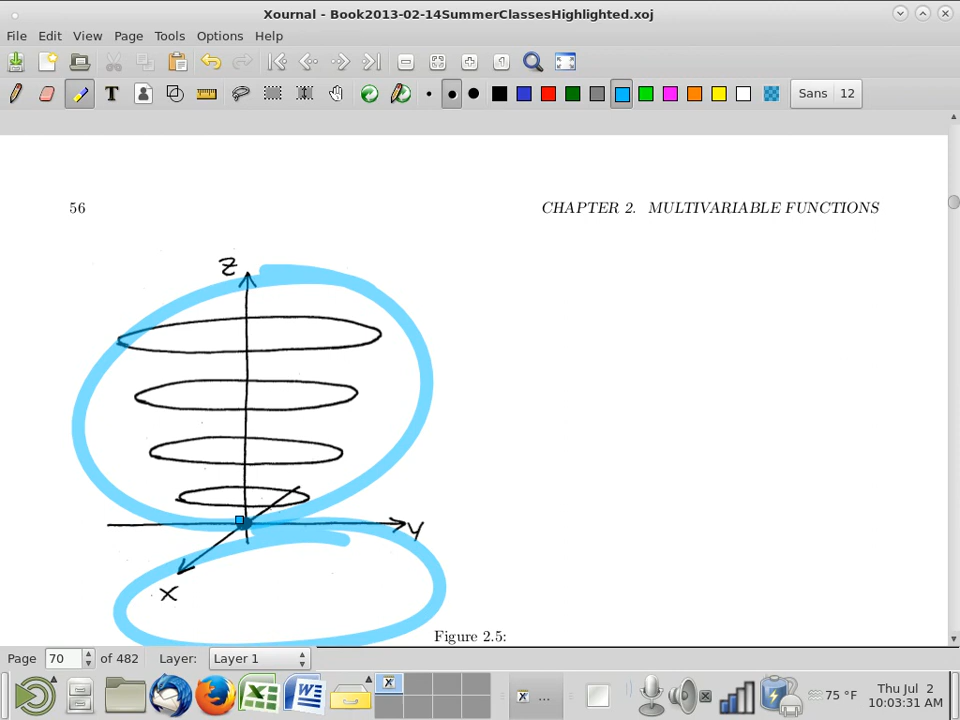 Xournal - Book2013-02-14SummerClassesHighlighted.xoj
File Edit View Page Tools Options Help
T Sans 12
56 CHAPTER 2. MULTIVARIABLE FUNCTIONS
z
y
x
Figure 2.5:
Page 70 of 482 Layer: Layer 1
... 75 °F Thu Jul 2
10:03:31 AM